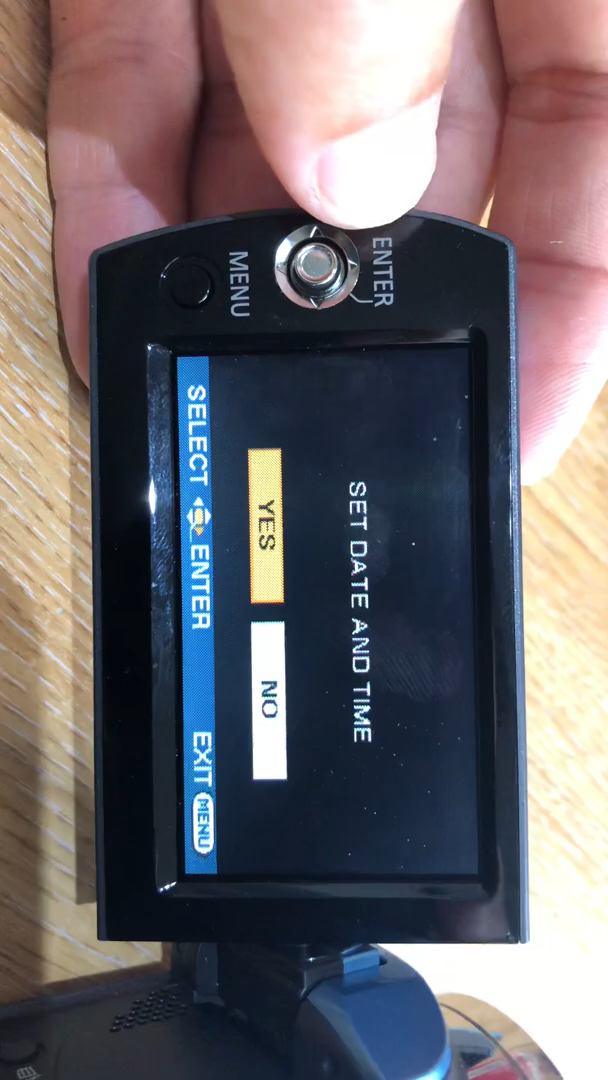 ENTER
MENU
SET DATE AND TIME
YES NO
SELECT ENTER EXIT MENU